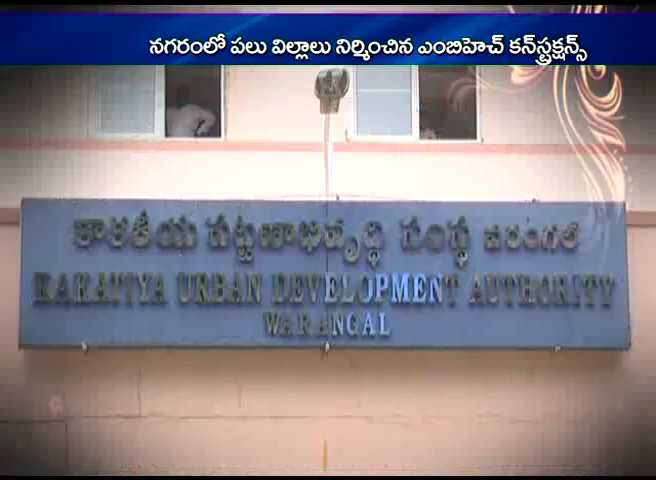 నగరంలో పలు విల్లాలు నిర్మించిన ఎంబిహెచ్ కన్‌స్ట్రక్షన్స్
కాకతీయ పట్టణాభివృద్ధి సంస్థ వరంగల్
KAKATIYA URBAN DEVELOPMENT AUTHORITY
WARANGAL